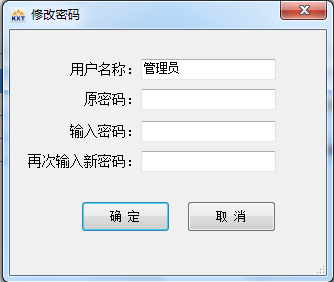 KXT 修改密码
用户名称： 管理员
原密码：
输入密码：
再次输入新密码：
确 定 取 消